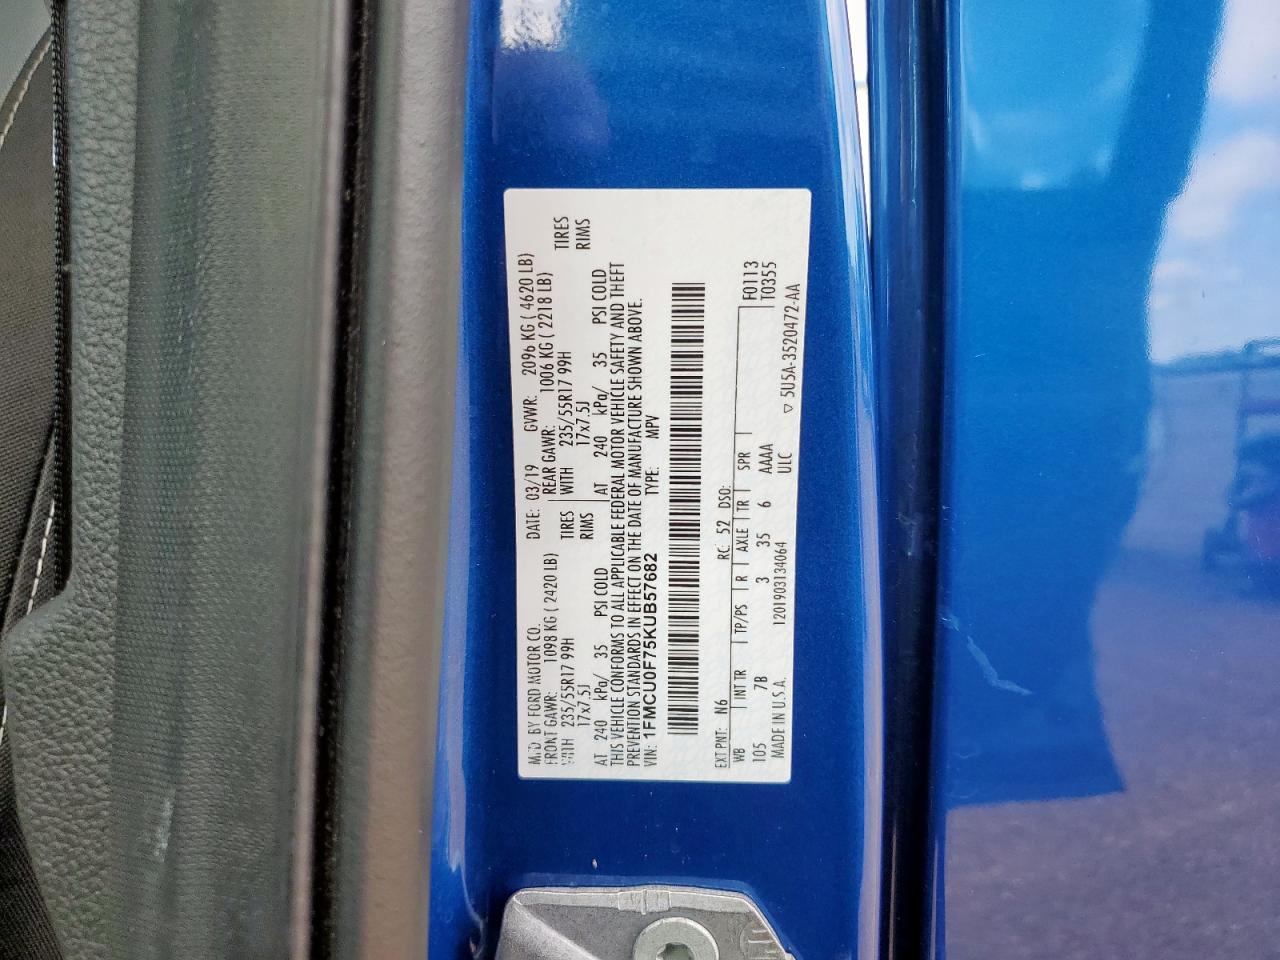 MFD. BY FORD MOTOR CO. DATE: 03/19 GVWR: 2096 KG ( 4620 LB)
FRONT GAWR: 1098 KG ( 2420 LB) REAR GAWR: 1006 KG ( 2218 LB)
WITH 235/55R17 99H TIRES WITH 235/55R17 99H TIRES
17x7.5J RIMS 17x7.5J RIMS
AT 240 kPa/ 35 PSI COLD AT 240 kPa/ 35 PSI COLD
THIS VEHICLE CONFORMS TO ALL APPLICABLE FEDERAL MOTOR VEHICLE SAFETY AND THEFT
PREVENTION STANDARDS IN EFFECT ON THE DATE OF MANUFACTURE SHOWN ABOVE.
VIN: 1FMCU0F75KUB57682 TYPE: MPV
EXT PNT: N6 RC: 52 DSO:
WB INT TR TP/PS R AXLE TR SPR F0113
105 7B 3 35 6 AAAA T0355
MADE IN U.S.A. 1201903134064 ULC ▽ 5U5A-3520472-AA